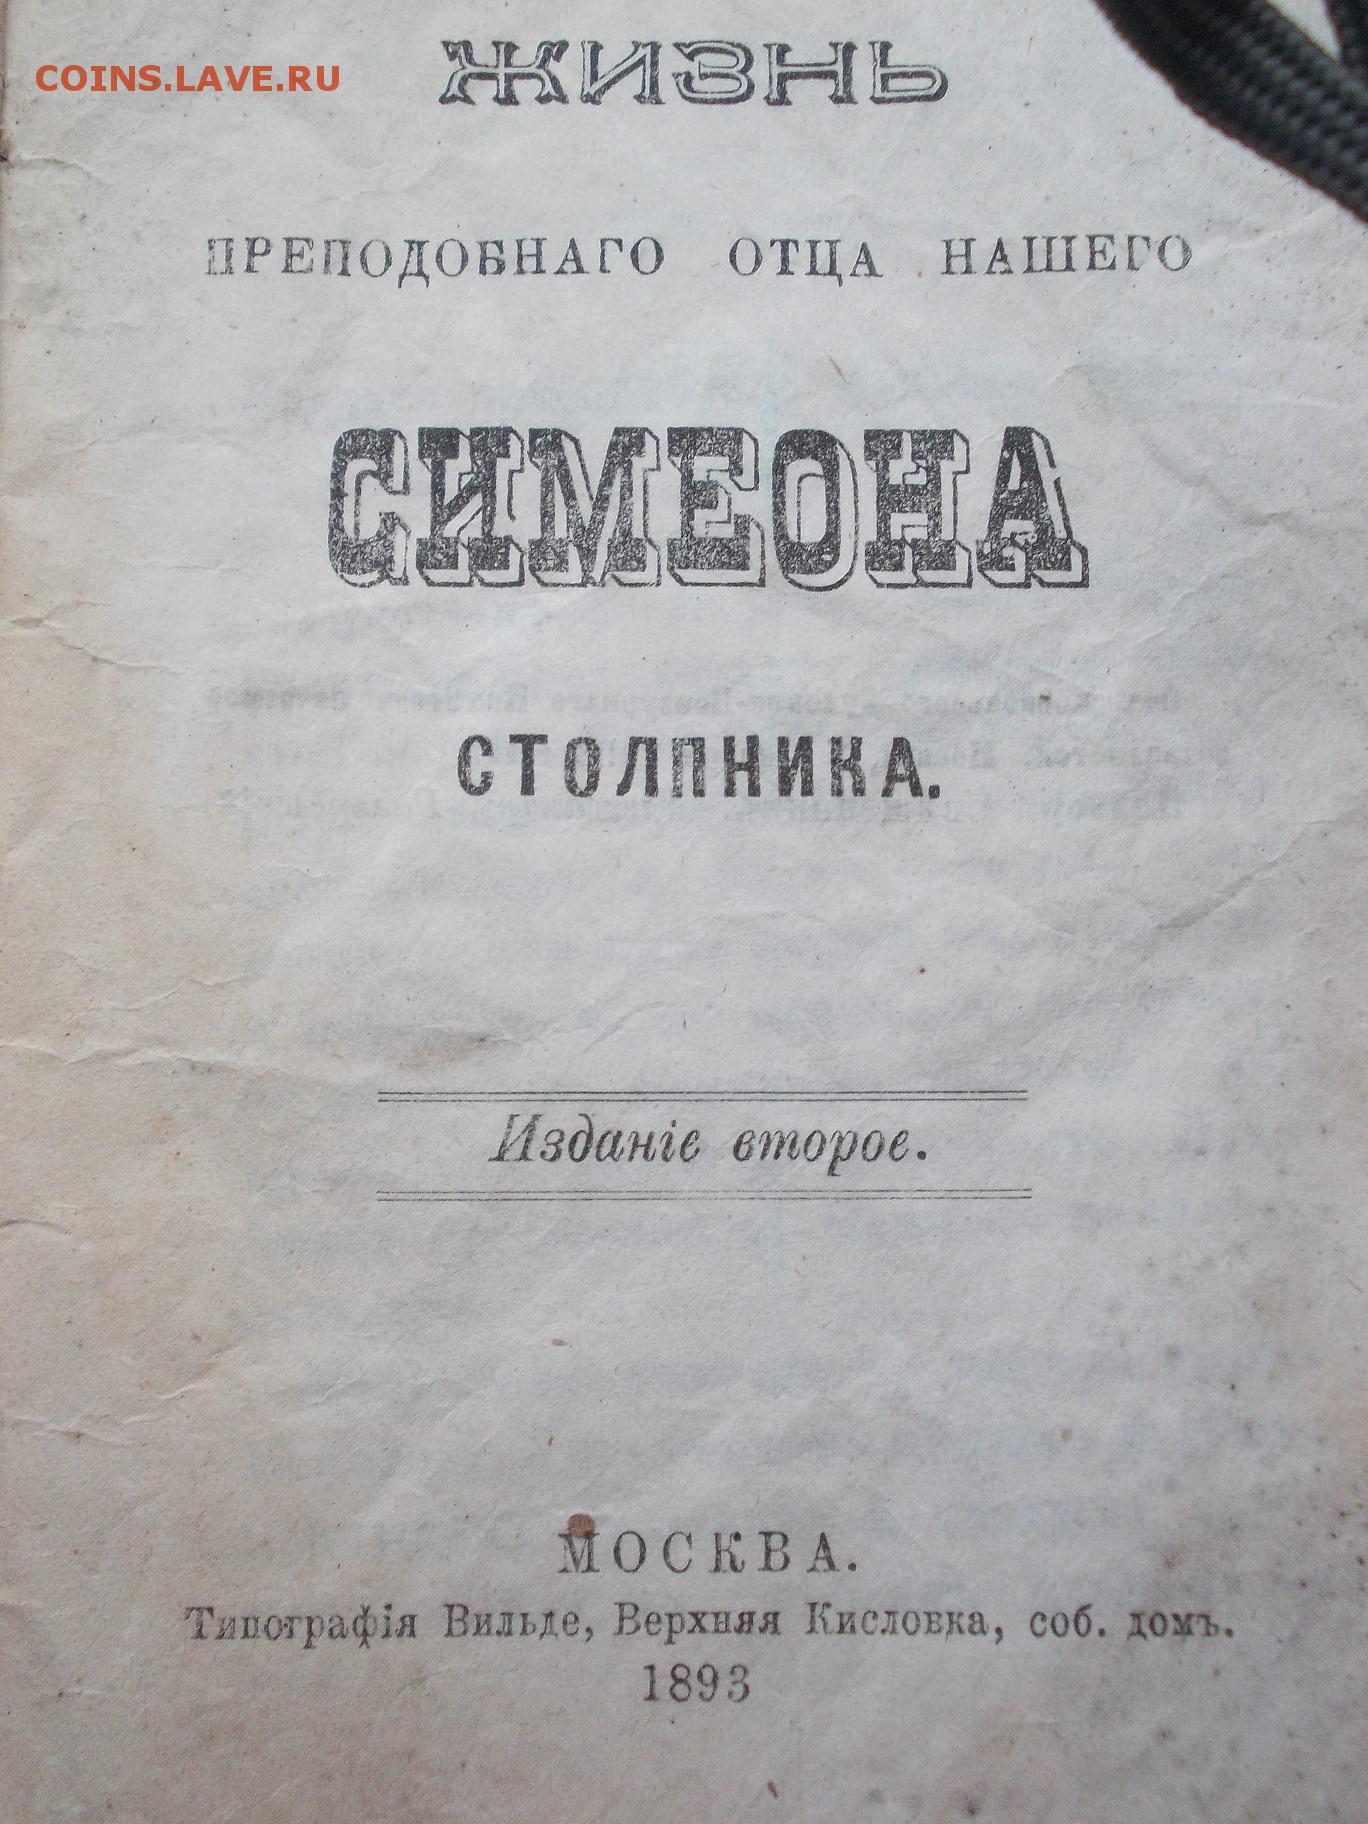 COINS.LAVE.RU
ЖИЗНЬ
ПРЕПОДОБНАГО ОТЦА НАШЕГО
СИМЕОНА
СТОЛПНИКА.
Изданіе второе.
МОСКВА.
Типографія Вильде, Верхняя Кисловка, соб. домъ.
1893